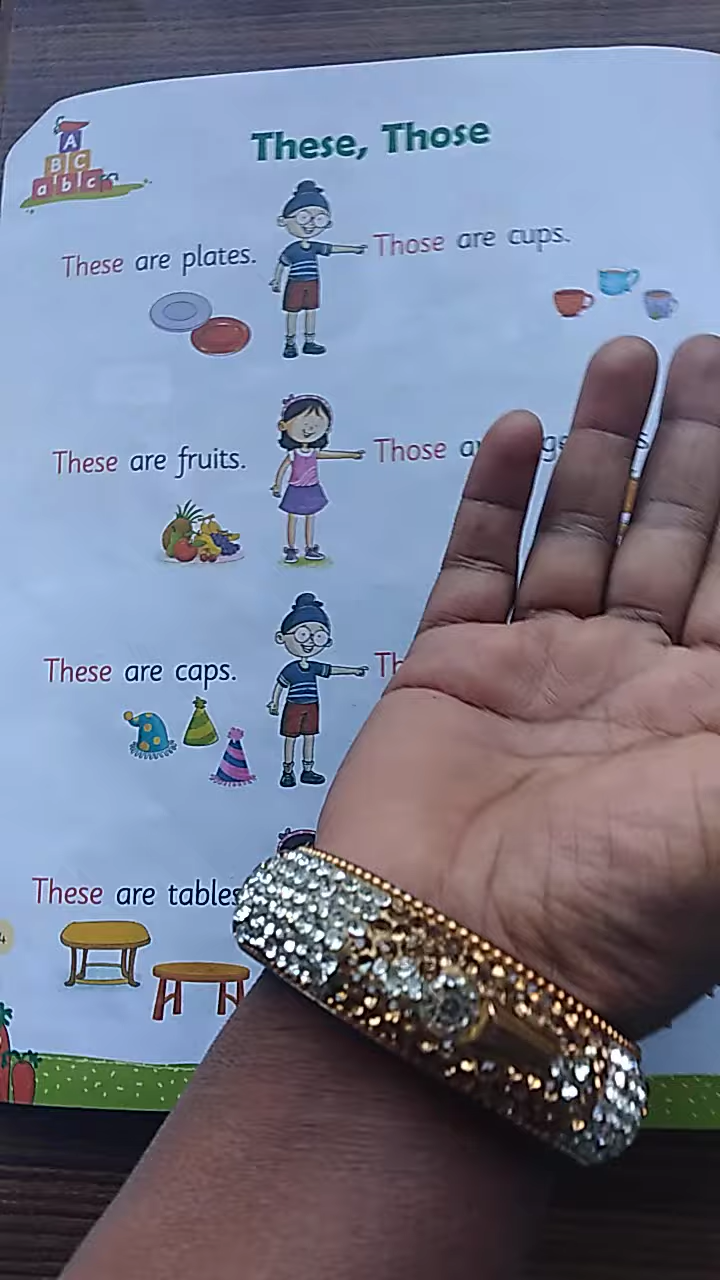 A
B C
a b c
These, Those
These are plates.
Those are cups.
These are fruits.
Those
These are caps.
These are tables